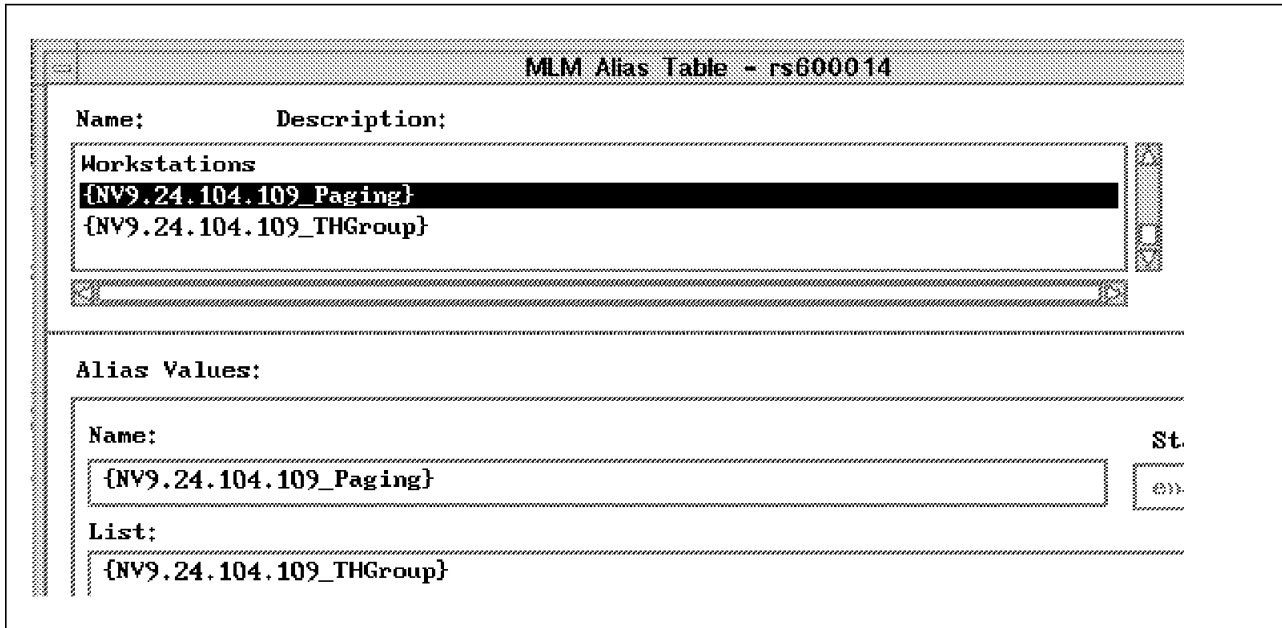 MLM Alias Table - rs600014
Name: Description:
Workstations
{NV9.24.104.109_Paging}
{NV9.24.104.109_THGroup}
Alias Values:
Name:
{NV9.24.104.109_Paging}
List:
{NV9.24.104.109_THGroup}